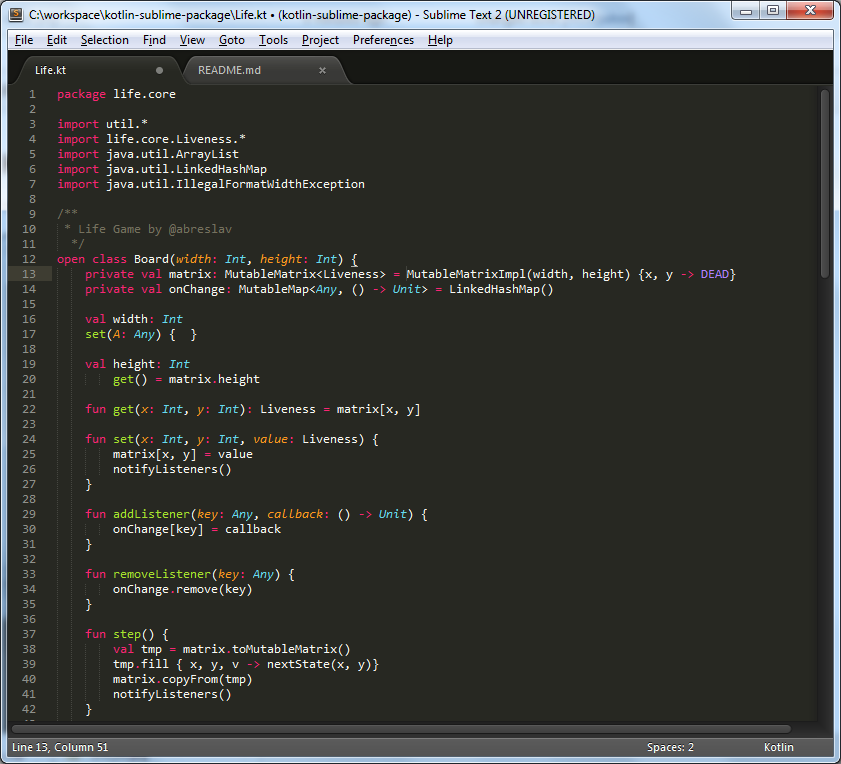 C:\workspace\kotlin-sublime-package\Life.kt • (kotlin-sublime-package) - Sublime Text 2 (UNREGISTERED)
File Edit Selection Find View Goto Tools Project Preferences Help
Life.kt README.md
1 package life.core
2
3 import util.*
4 import life.core.Liveness.*
5 import java.util.ArrayList
6 import java.util.LinkedHashMap
7 import java.util.IllegalFormatWidthException
8
9 /**
10  * Life Game by @abreslav
11   */
12 open class Board(width: Int, height: Int) {
13     private val matrix: MutableMatrix<Liveness> = MutableMatrixImpl(width, height) {x, y -> DEAD}
14     private val onChange: MutableMap<Any, () -> Unit> = LinkedHashMap()
15
16     val width: Int
17     set(A: Any) {  }
18
19     val height: Int
20         get() = matrix.height
21
22     fun get(x: Int, y: Int): Liveness = matrix[x, y]
23
24     fun set(x: Int, y: Int, value: Liveness) {
25         matrix[x, y] = value
26         notifyListeners()
27     }
28
29     fun addListener(key: Any, callback: () -> Unit) {
30         onChange[key] = callback
31     }
32
33     fun removeListener(key: Any) {
34         onChange.remove(key)
35     }
36
37     fun step() {
38         val tmp = matrix.toMutableMatrix()
39         tmp.fill { x, y, v -> nextState(x, y)}
40         matrix.copyFrom(tmp)
41         notifyListeners()
42     }
Line 13, Column 51 Spaces: 2 Kotlin